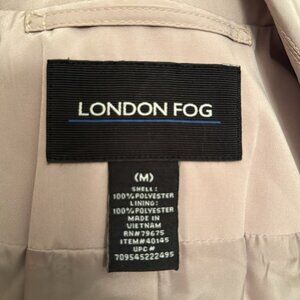 LONDON FOG
(M)
SHELL:
100%POLYESTER
LINING:
100%POLYESTER
MADE IN
VIETNAM
RN#79675
ITEM#40145
UPC#
709545222495